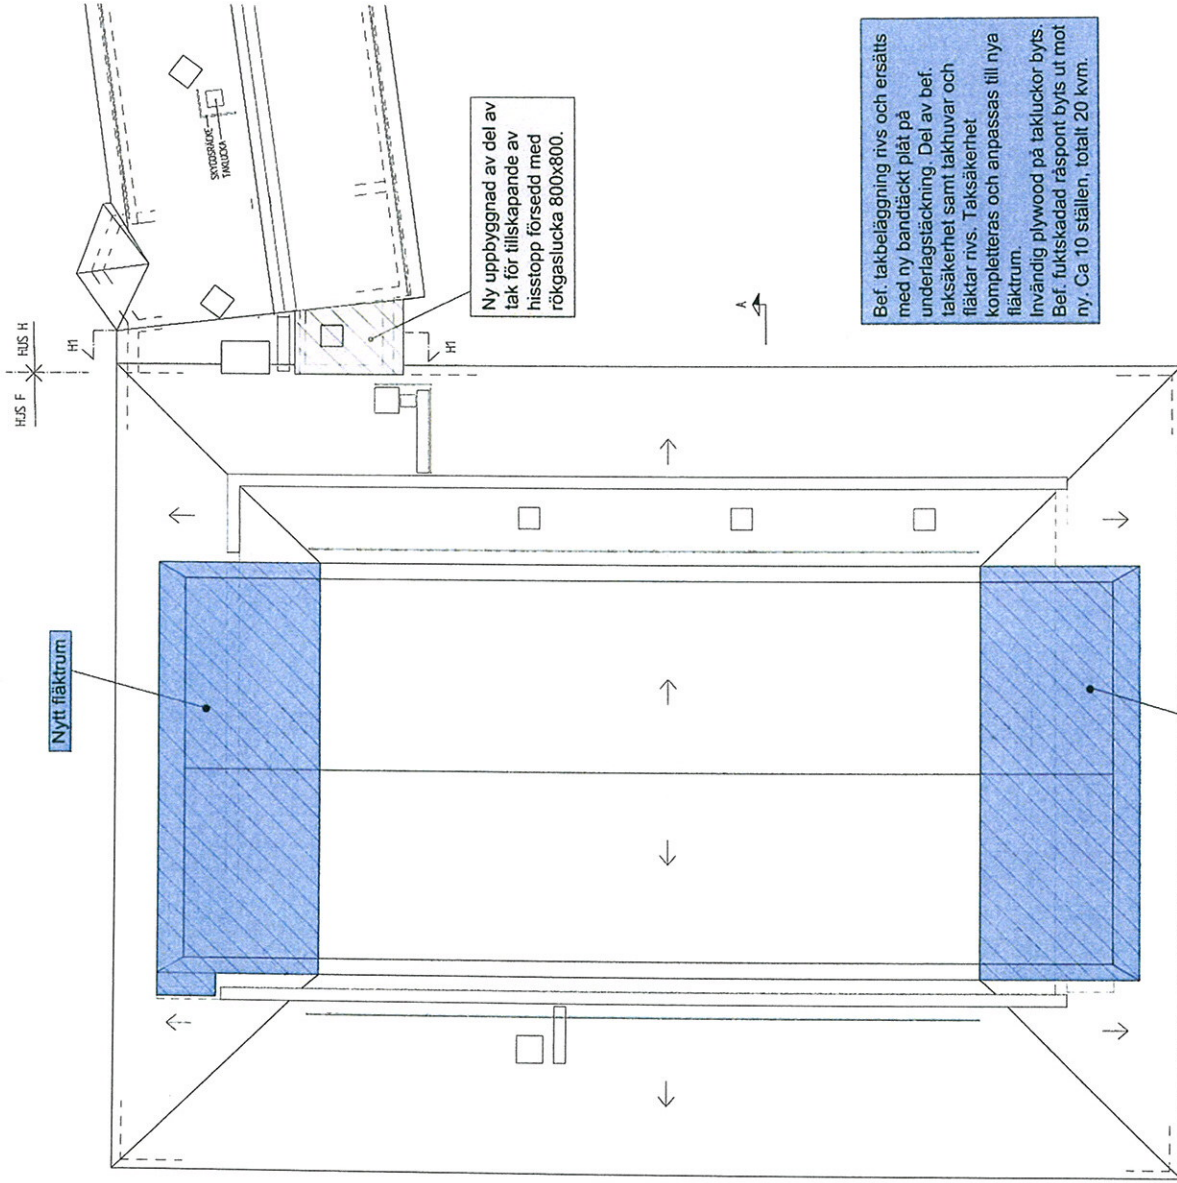 HUS F
HUS H
H1
H1
SKYDDSRÄCKE
TAKLUCKA
Ny uppbyggnad av del av
tak för tillskapande av
hisstopp försedd med
rökgaslucka 800x800.
A
Nytt fläktrum
Bef. takbeläggning rivs och ersätts
med ny bandtäckt plåt på
underlagstäckning. Del av bef.
taksäkerhet samt takhuvar och
fläktar rivs. Taksäkerhet
kompletteras och anpassas till nya
fläktrum.
Invändig plywood på takluckor byts.
Bef. fuktskadad råspont byts ut mot
ny. Ca 10 ställen, totalt 20 kvm.